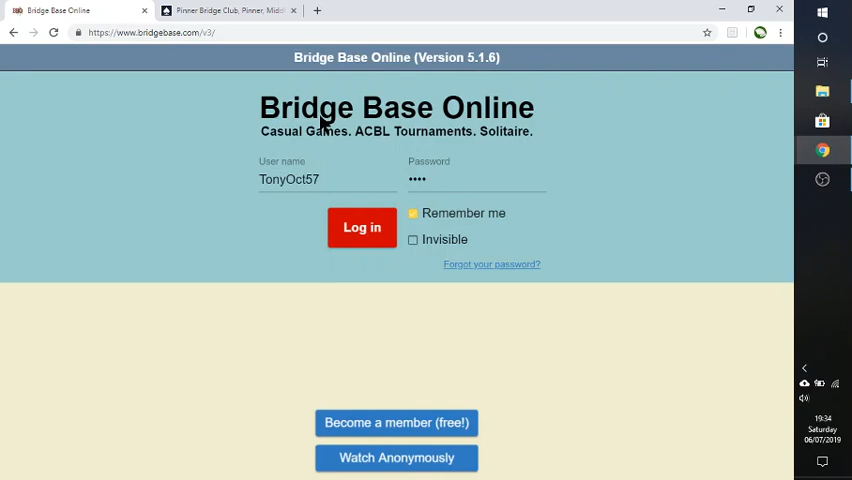 Bridge Base Online
Pinner Bridge Club, Pinner, Midd
https://www.bridgebase.com/v3/
Bridge Base Online (Version 5.1.6)
Bridge Base Online
Casual Games. ACBL Tournaments. Solitaire.
User name
Password
TonyOct57
••••
Log in
Remember me
Invisible
Forgot your password?
Become a member (free!)
Watch Anonymously
19:34
Saturday
06/07/2019